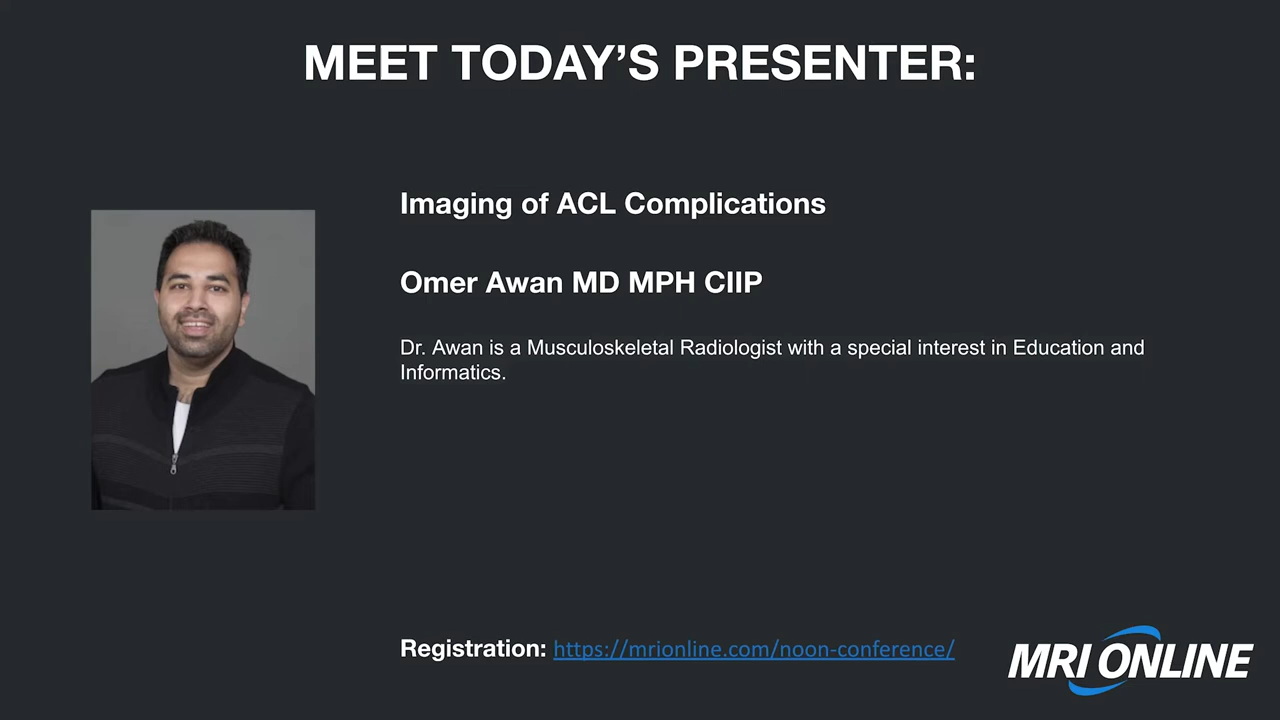 MEET TODAY’S PRESENTER:
Imaging of ACL Complications
Omer Awan MD MPH CIIP
Dr. Awan is a Musculoskeletal Radiologist with a special interest in Education and
Informatics.
Registration: https://mrionline.com/noon-conference/
MRI ONLINE